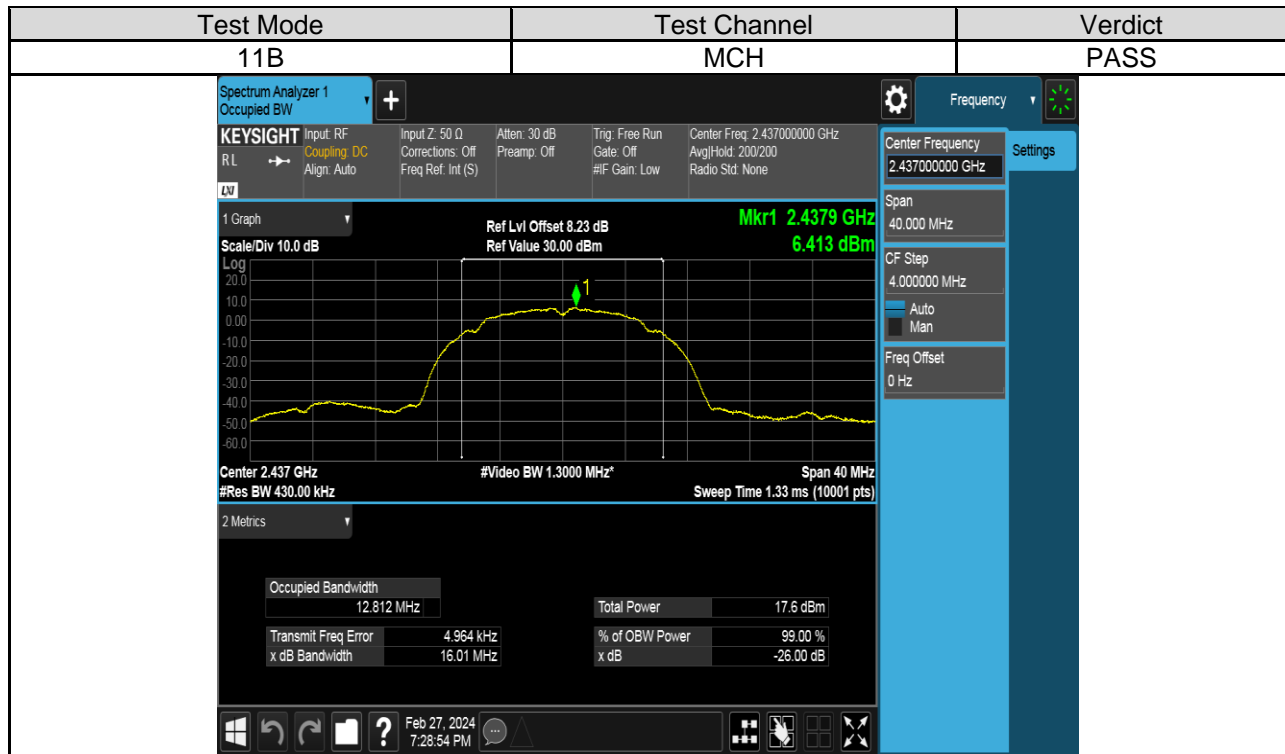 Test Mode Test Channel Verdict
11B MCH PASS
Spectrum Analyzer 1
Occupied BW
+
Frequency
KEYSIGHT Input: RF Input Z: 50 Ω Atten: 30 dB Trig: Free Run Center Freq: 2.437000000 GHz
RL Coupling: DC Corrections: Off Preamp: Off Gate: Off Avg|Hold: 200/200
Align: Auto Freq Ref: Int (S) #IF Gain: Low Radio Std: None
LXI
Center Frequency
2.437000000 GHz
Settings
Span
40.000 MHz
CF Step
4.000000 MHz
Auto
Man
Freq Offset
0 Hz
1 Graph Ref Lvl Offset 8.23 dB Mkr1 2.4379 GHz
Scale/Div 10.0 dB Ref Value 30.00 dBm 6.413 dBm
Log
20.0
10.0
0.00
-10.0
-20.0
-30.0
-40.0
-50.0
-60.0
1
Center 2.437 GHz #Video BW 1.3000 MHz* Span 40 MHz
#Res BW 430.00 kHz Sweep Time 1.33 ms (10001 pts)
2 Metrics
Occupied Bandwidth
12.812 MHz Total Power 17.6 dBm
Transmit Freq Error 4.964 kHz % of OBW Power 99.00 %
x dB Bandwidth 16.01 MHz x dB -26.00 dB
? Feb 27, 2024
7:28:54 PM